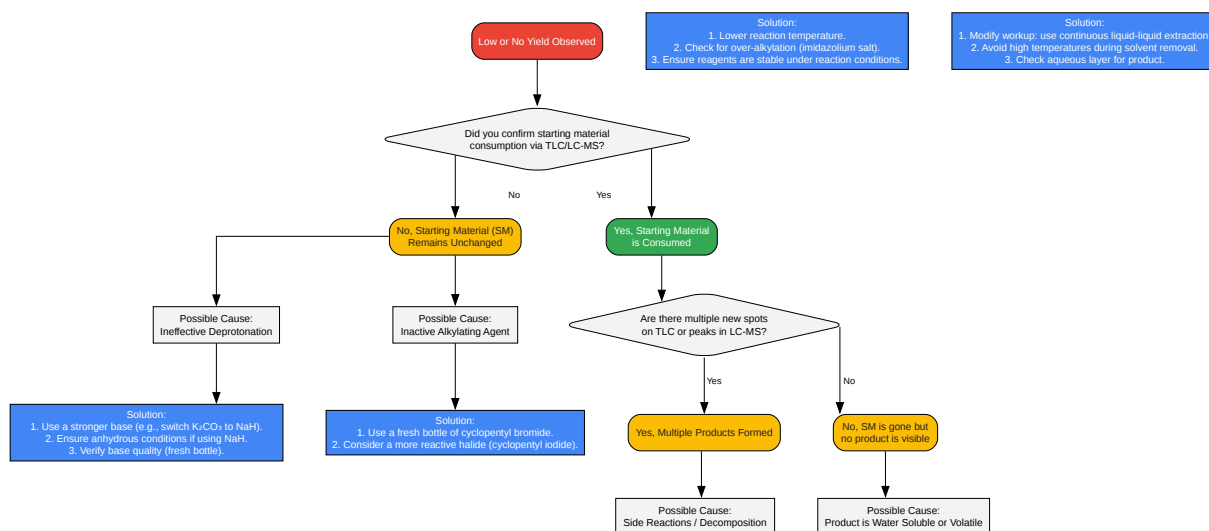 Low or No Yield Observed
Solution:
1. Lower reaction temperature.
2. Check for over-alkylation (imidazolium salt).
3. Ensure reagents are stable under reaction conditions.
Solution:
1. Modify workup: use continuous liquid-liquid extraction
2. Avoid high temperatures during solvent removal.
3. Check aqueous layer for product.
Did you confirm starting material
consumption via TLC/LC-MS?
No
Yes
No, Starting Material (SM)
Remains Unchanged
Yes, Starting Material
is Consumed
Possible Cause:
Ineffective Deprotonation
Possible Cause:
Inactive Alkylating Agent
Are there multiple new spots
on TLC or peaks in LC-MS?
Yes
No
Solution:
1. Use a stronger base (e.g., switch K₂CO₃ to NaH).
2. Ensure anhydrous conditions if using NaH.
3. Verify base quality (fresh bottle).
Solution:
1. Use a fresh bottle of cyclopentyl bromide.
2. Consider a more reactive halide (cyclopentyl iodide).
Yes, Multiple Products Formed
No, SM is gone but
no product is visible
Possible Cause:
Side Reactions / Decomposition
Possible Cause:
Product is Water Soluble or Volatile